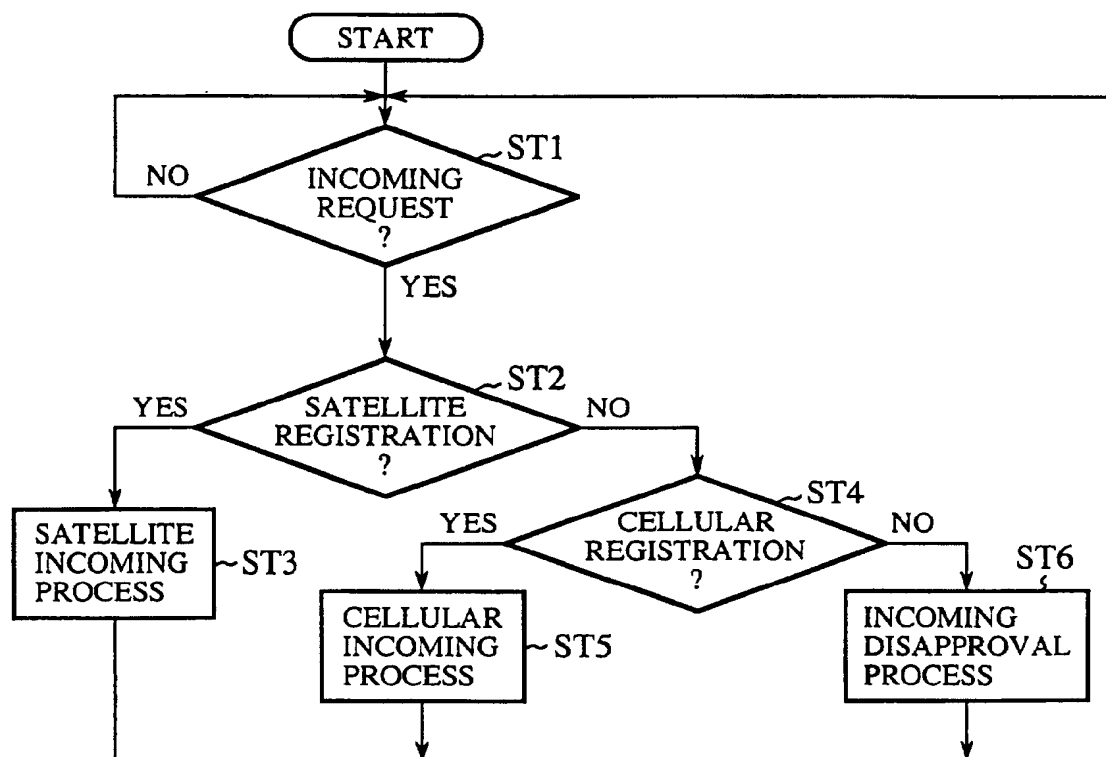 START
ST1
NO
INCOMING
REQUEST
?
YES
ST2
YES
SATELLITE
REGISTRATION
?
NO
ST4
SATELLITE
INCOMING
PROCESS
ST3
YES
CELLULAR
REGISTRATION
?
NO
ST6
CELLULAR
INCOMING
PROCESS
ST5
INCOMING
DISAPPROVAL
PROCESS